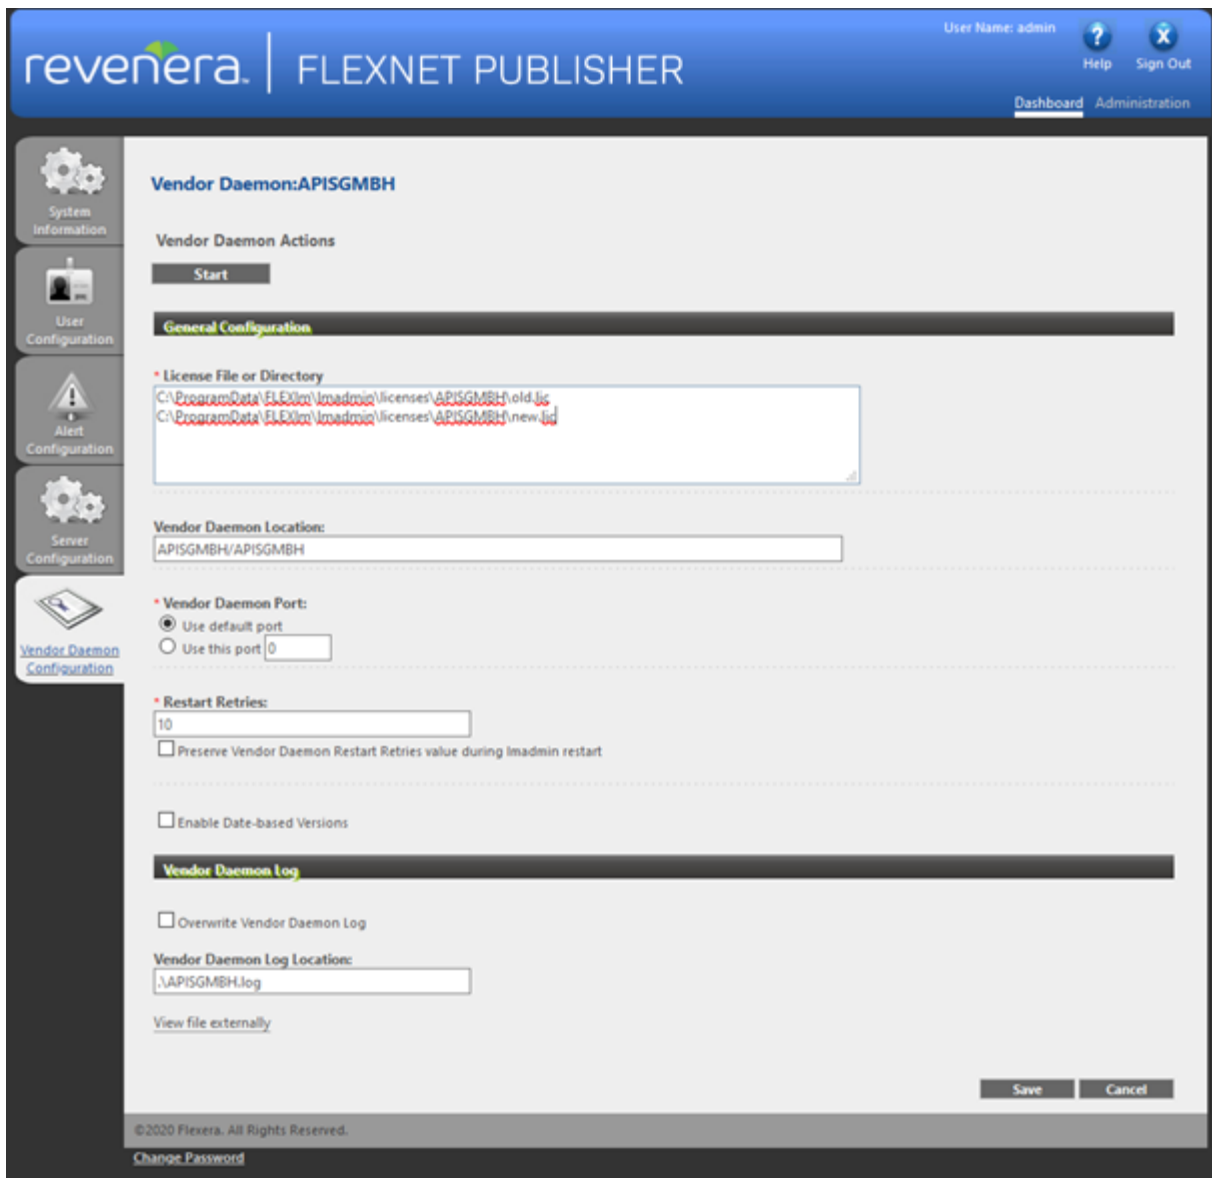 User Name: admin
Help
Sign Out
revenera. FLEXNET PUBLISHER
Dashboard Administration
System
Information
User
Configuration
Alert
Configuration
Server
Configuration
Vendor Daemon
Configuration
Vendor Daemon:APISGMBH
Vendor Daemon Actions
Start
General Configuration
* License File or Directory
C:\ProgramData\FLEXlm\lmadmin\licenses\APISGMBH\old.lic
C:\ProgramData\FLEXlm\lmadmin\licenses\APISGMBH\new.lic
Vendor Daemon Location:
APISGMBH/APISGMBH
* Vendor Daemon Port:
Use default port
Use this port 0
* Restart Retries:
10
Preserve Vendor Daemon Restart Retries value during lmadmin restart
Enable Date-based Versions
Vendor Daemon Log
Overwrite Vendor Daemon Log
Vendor Daemon Log Location:
.\APISGMBH.log
View file externally
Save Cancel
©2020 Flexera. All Rights Reserved.
Change Password